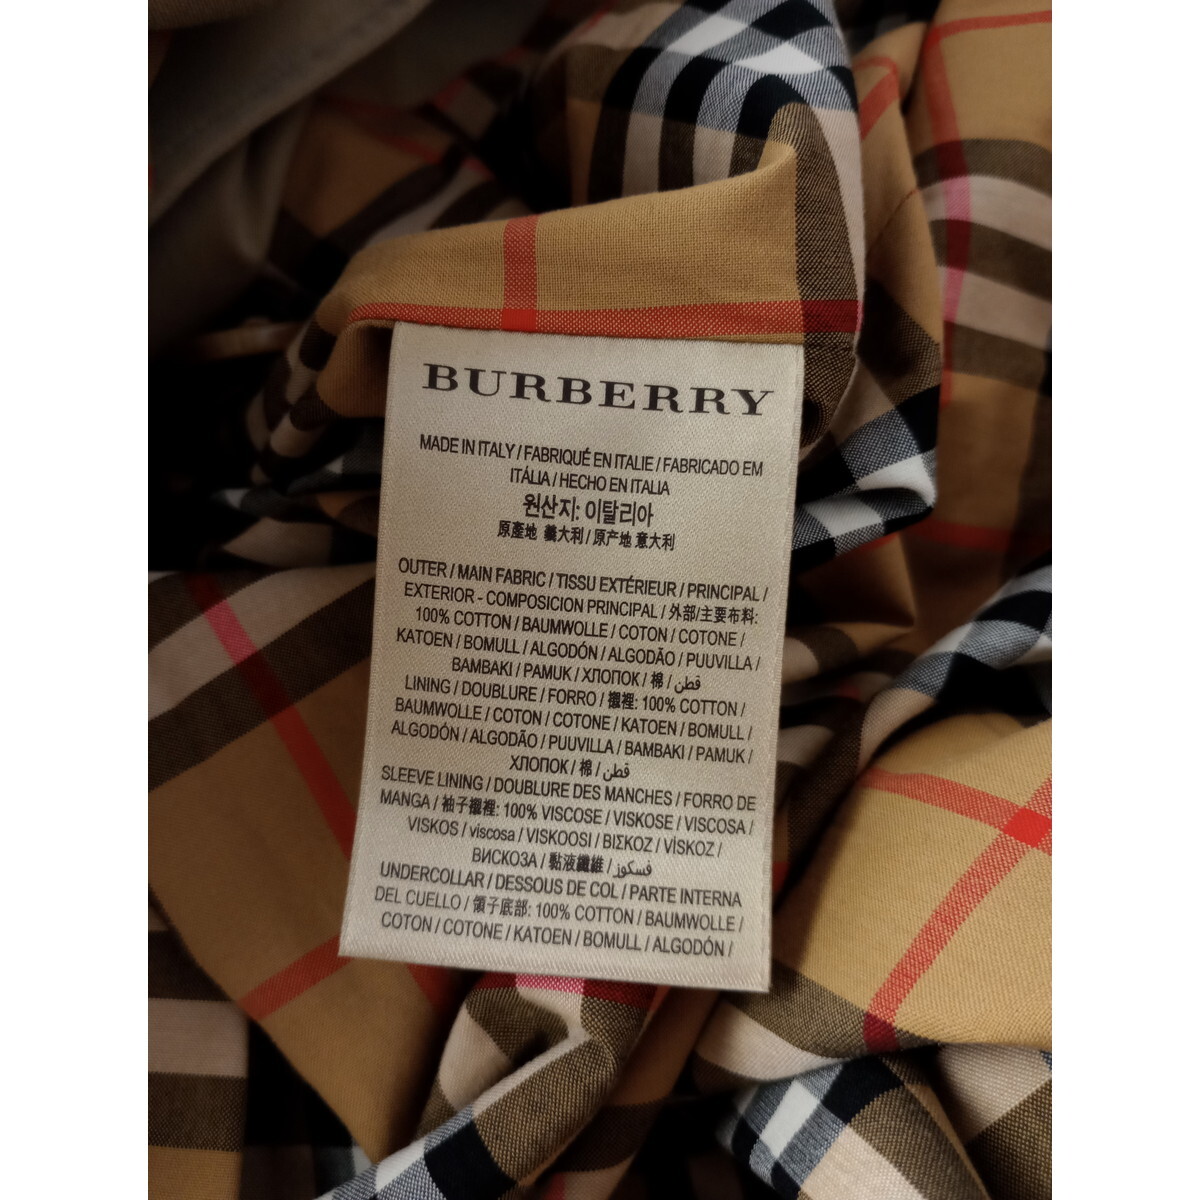 BURBERRY
MADE IN ITALY / FABRIQUÉ EN ITALIE / FABRICADO EM
ITÁLIA / HECHO EN ITALIA
원산지: 이탈리아
原產地 義大利 / 原产地 意大利
OUTER / MAIN FABRIC / TISSU EXTÉRIEUR / PRINCIPAL /
EXTERIOR - COMPOSICION PRINCIPAL / 外部/主要布料:
100% COTTON / BAUMWOLLE / COTON / COTONE /
KATOEN / BOMULL / ALGODÓN / ALGODÃO / PUUVILLA /
BAMBAKI / PAMUK / ХЛОПОК / 棉 / قطن
LINING / DOUBLURE / FORRO / 襬裡: 100% COTTON /
BAUMWOLLE / COTON / COTONE / KATOEN / BOMULL /
ALGODÓN / ALGODÃO / PUUVILLA / BAMBAKI / PAMUK /
ХЛОПОК / 棉 / قطن
SLEEVE LINING / DOUBLURE DES MANCHES / FORRO DE
MANGA / 袖子襬裡: 100% VISCOSE / VISKOSE / VISCOSA /
VISKOS / viscosa / VISKOOSI / ΒΙΣΚΟΖ / VİSKOZ /
ВИСКОЗА / 黏液纖維 / فسكوز
UNDERCOLLAR / DESSOUS DE COL / PARTE INTERNA
DEL CUELLO / 領子底部: 100% COTTON / BAUMWOLLE /
COTON / COTONE / KATOEN / BOMULL / ALGODÓN /